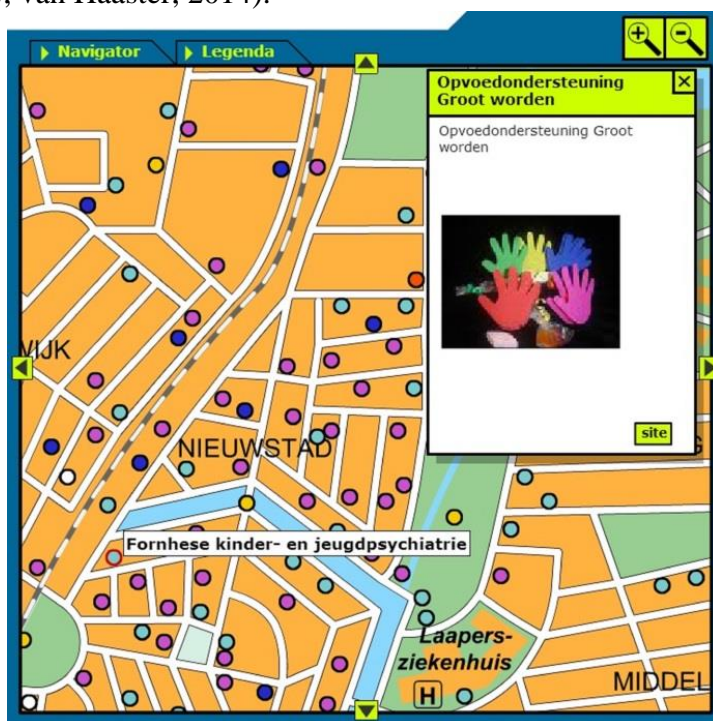 , van Haaster, 2014).
Navigator
Legenda
Opvoedondersteuning
Groot worden
Opvoedondersteuning Groot
worden
site
WIJK
NIEUWSTAD
Fornhese kinder- en jeugdpsychiatrie
Laapers-
ziekenhuis
H
MIDDEL